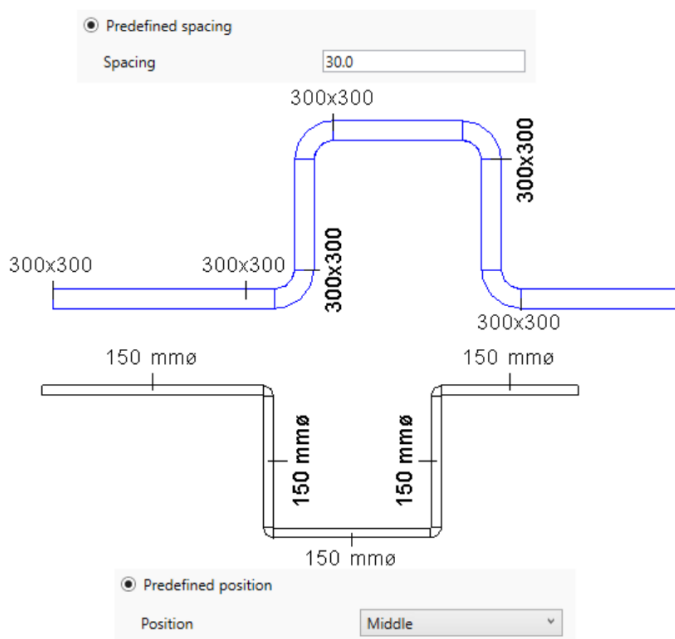 Predefined spacing
Spacing 30.0
300x300
300x300
300x300 300x300
300x300
300x300
150 mmø 150 mmø
150 mmø 150 mmø
150 mmø
Predefined position
Position Middle